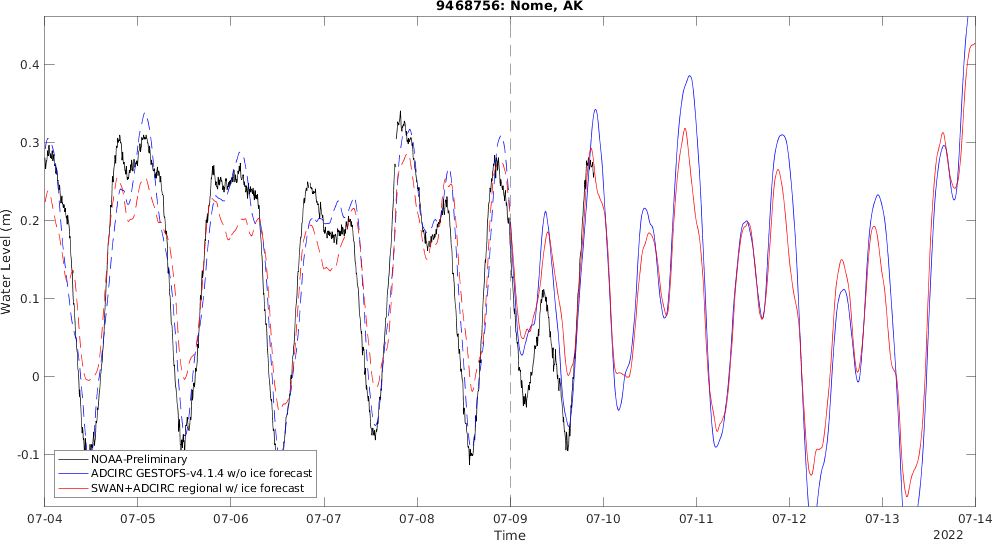 9468756: Nome, AK
Water Level (m)
0.4
0.3
0.2
0.1
0
-0.1
NOAA-Preliminary
ADCIRC GESTOFS-v4.1.4 w/o ice forecast
SWAN+ADCIRC regional w/ ice forecast
07-04 07-05 07-06 07-07 07-08 07-09 07-10 07-11 07-12 07-13 07-14
Time
2022